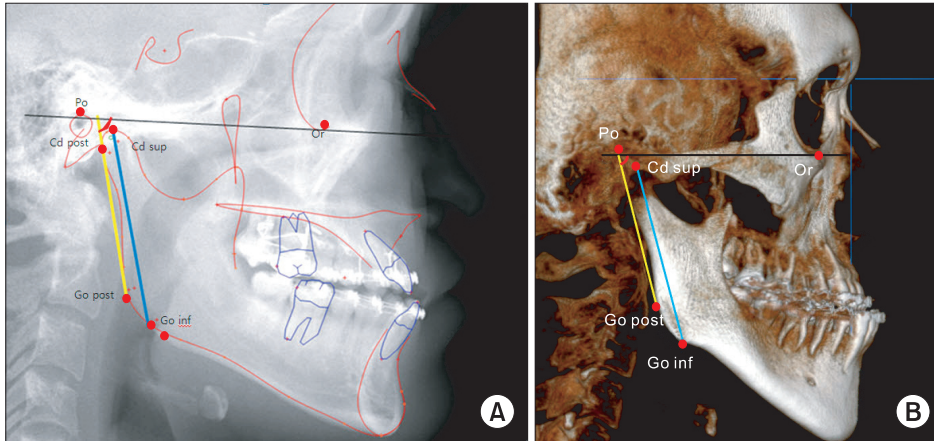 Po
Or
Cd post
Cd sup
Go post
Go inf
A
Po
Cd sup
Or
Go post
Go inf
B